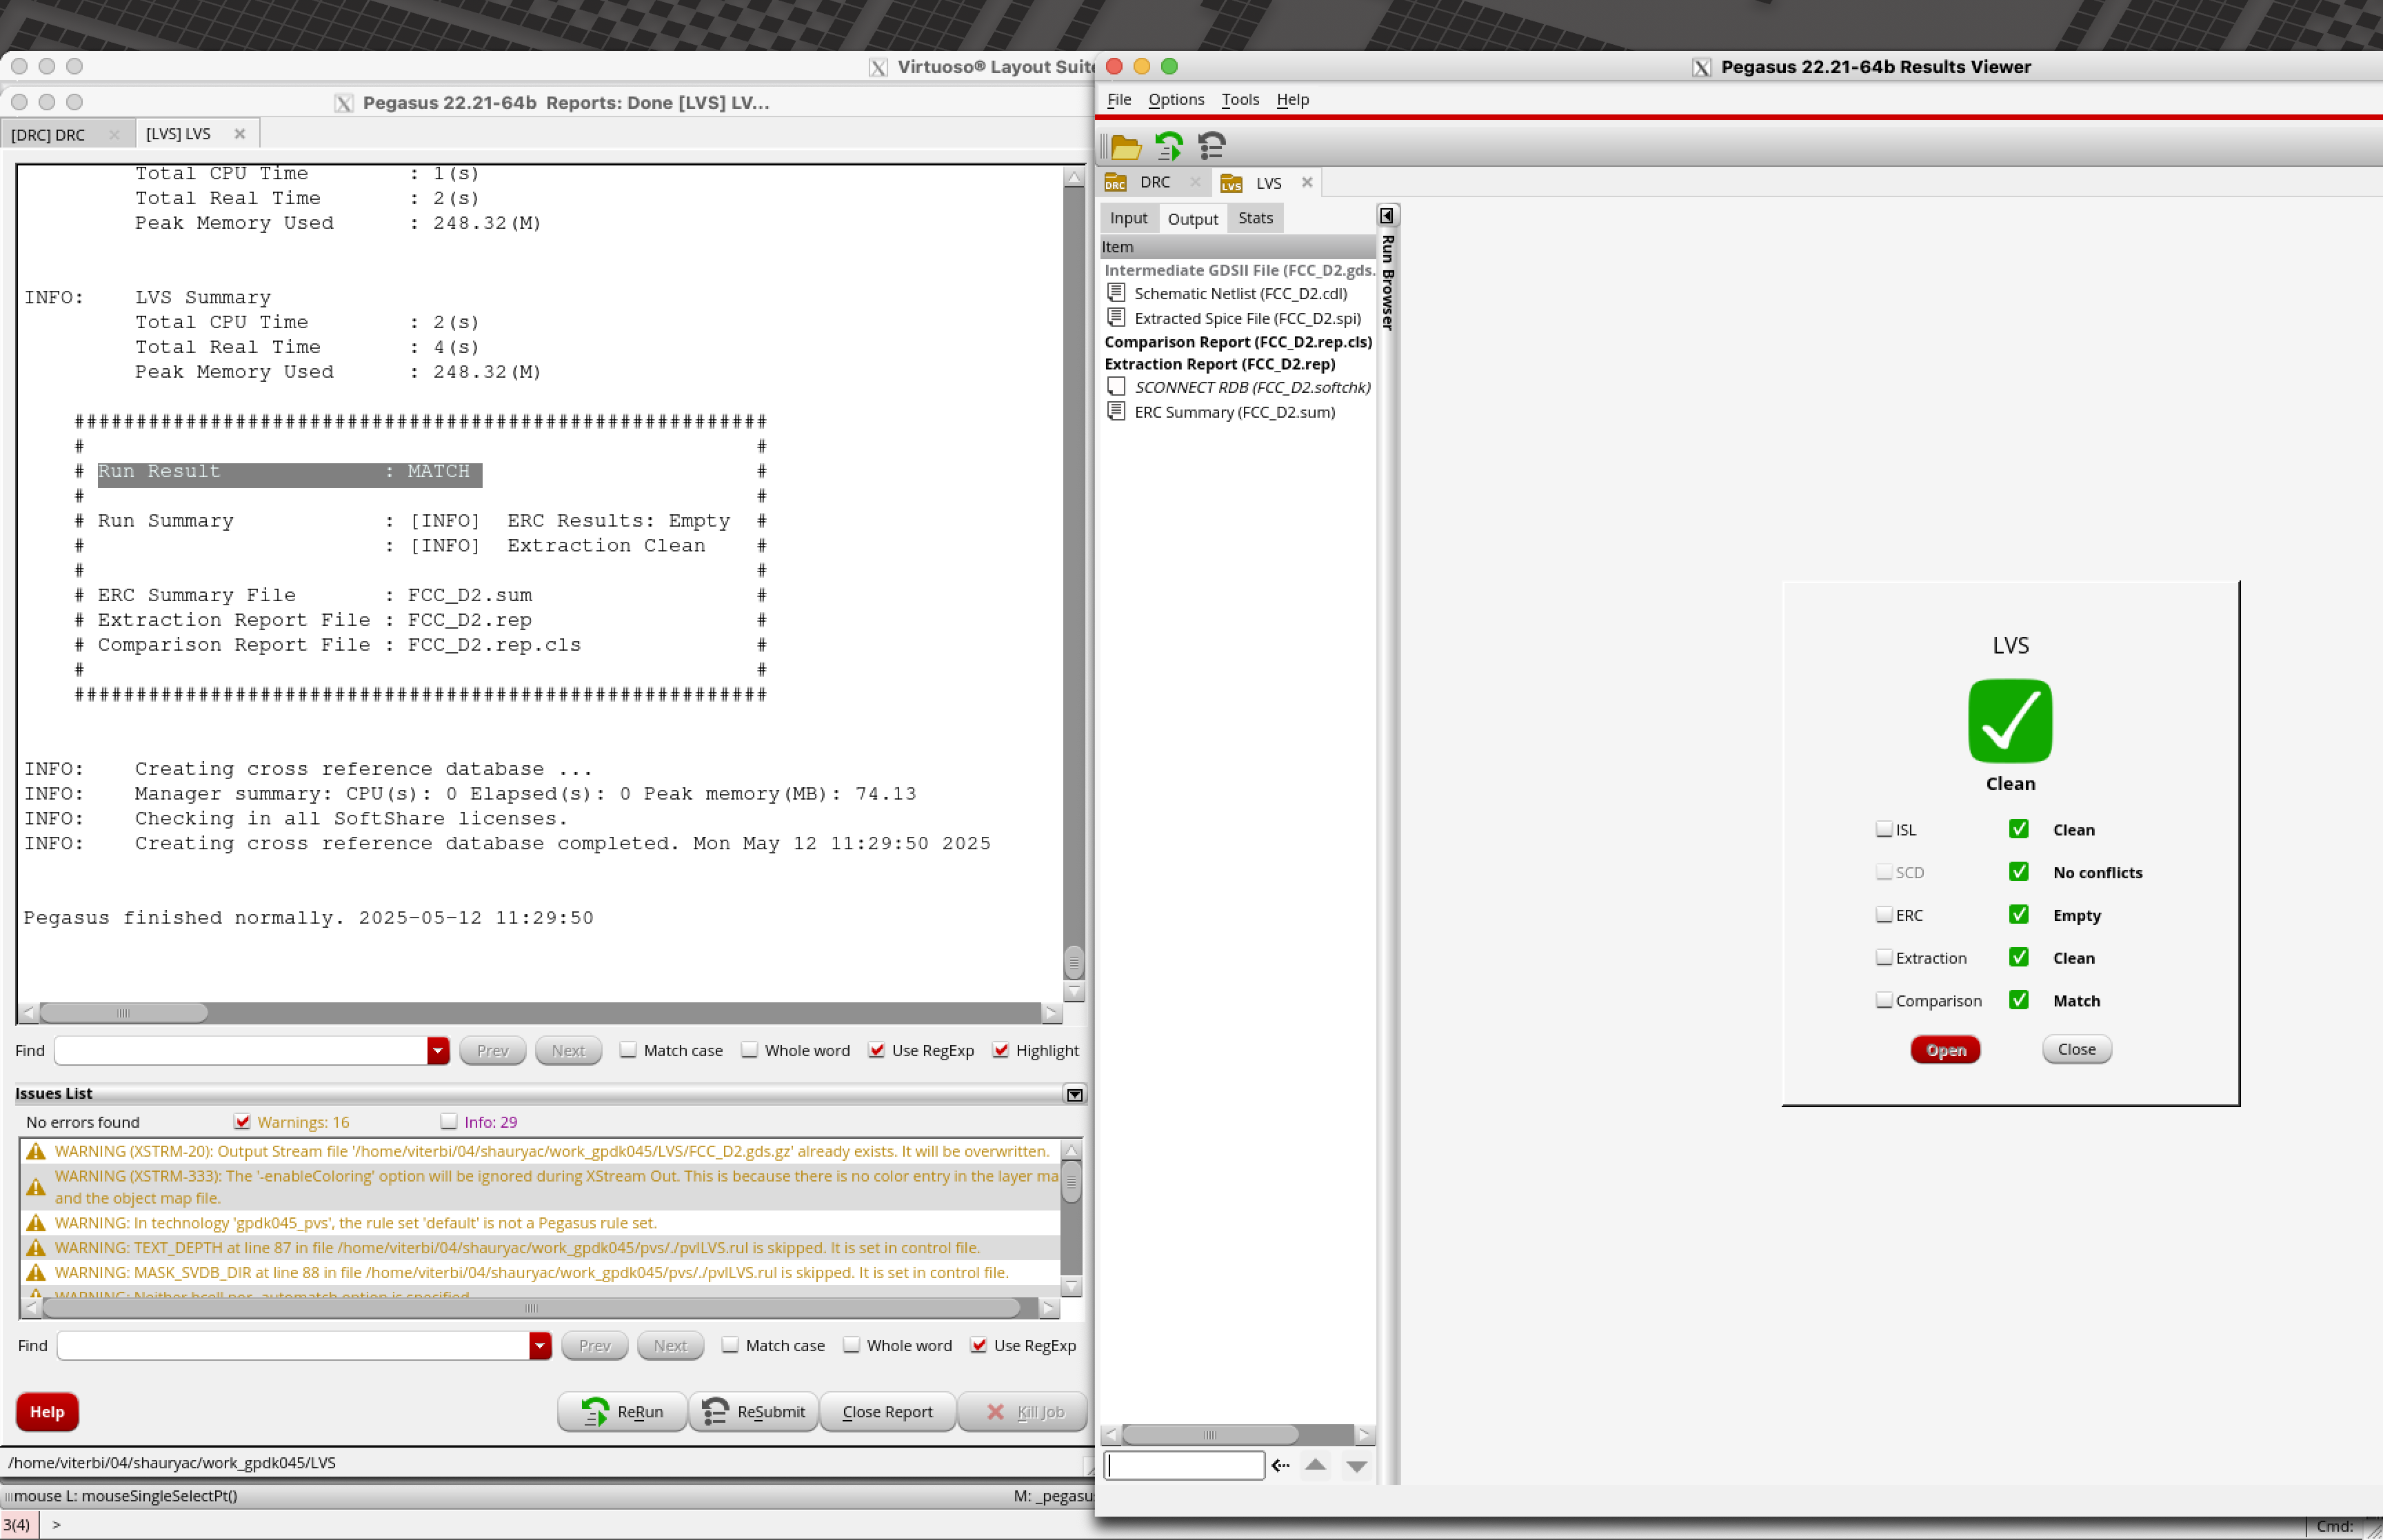 Virtuoso® Layout Suite
Pegasus 22.21-64b Reports: Done [LVS] LV...
[DRC] DRC
[LVS] LVS
Total CPU Time : 1(s)
Total Real Time : 2(s)
Peak Memory Used : 248.32(M)
INFO: LVS Summary
Total CPU Time : 2(s)
Total Real Time : 4(s)
Peak Memory Used : 248.32(M)
########################################################
# #
# Run Result : MATCH #
# #
# Run Summary : [INFO] ERC Results: Empty #
# : [INFO] Extraction Clean #
# #
# ERC Summary File : FCC_D2.sum #
# Extraction Report File : FCC_D2.rep #
# Comparison Report File : FCC_D2.rep.cls #
# #
########################################################
INFO: Creating cross reference database ...
INFO: Manager summary: CPU(s): 0 Elapsed(s): 0 Peak memory(MB): 74.13
INFO: Checking in all SoftShare licenses.
INFO: Creating cross reference database completed. Mon May 12 11:29:50 2025
Pegasus finished normally. 2025-05-12 11:29:50
Find Prev Next Match case Whole word Use RegExp Highlight
Issues List
No errors found Warnings: 16 Info: 29
WARNING (XSTRM-20): Output Stream file '/home/viterbi/04/shauryac/work_gpdk045/LVS/FCC_D2.gds.gz' already exists. It will be overwritten.
WARNING (XSTRM-333): The '-enableColoring' option will be ignored during XStream Out. This is because there is no color entry in the layer ma
and the object map file.
WARNING: In technology 'gpdk045_pvs', the rule set 'default' is not a Pegasus rule set.
WARNING: TEXT_DEPTH at line 87 in file /home/viterbi/04/shauryac/work_gpdk045/pvs/./pvlLVS.rul is skipped. It is set in control file.
WARNING: MASK_SVDB_DIR at line 88 in file /home/viterbi/04/shauryac/work_gpdk045/pvs/./pvlLVS.rul is skipped. It is set in control file.
WARNING: Neither hcell nor -automatch option is specified.
Find Prev Next Match case Whole word Use RegExp
Help ReRun ReSubmit Close Report Kill Job
/home/viterbi/04/shauryac/work_gpdk045/LVS
mouse L: mouseSingleSelectPt() M: _pegasu
3(4) >
Pegasus 22.21-64b Results Viewer
File Options Tools Help
DRC DRC LVS LVS
Input Output Stats
Item
Intermediate GDSII File (FCC_D2.gds.
Schematic Netlist (FCC_D2.cdl)
Extracted Spice File (FCC_D2.spi)
Comparison Report (FCC_D2.rep.cls)
Extraction Report (FCC_D2.rep)
SCONNECT RDB (FCC_D2.softchk)
ERC Summary (FCC_D2.sum)
Run Browser
LVS
Clean
ISL Clean
SCD No conflicts
ERC Empty
Extraction Clean
Comparison Match
Open Close
Cmd: